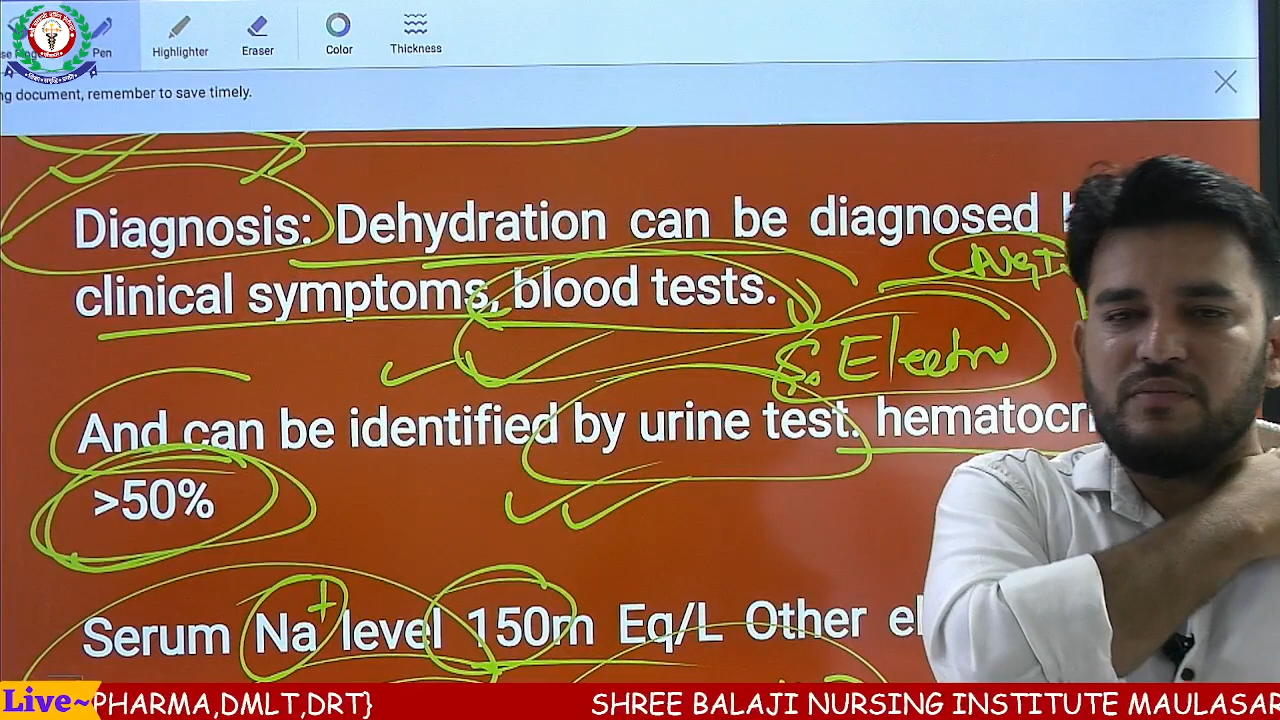 Pen
Highlighter
Eraser
Color
Thickness
ng document, remember to save timely.
Diagnosis: Dehydration can be diagnosed
clinical symptoms, blood tests.
S. Electro
And can be identified by urine test. hematocri
>50%
Serum Na+ level 150m Eq/L Other el
Live~ PHARMA,DMLT,DRT} SHREE BALAJI NURSING INSTITUTE MAULASAR